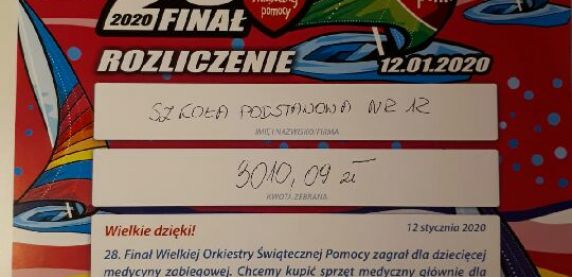 2020 FINAŁ
pomocy
ROZLICZENIE
12.01.2020
SZKOŁA PODSTAWOWA NR 12
IMIĘ I NAZWISKO/FIRMA
3010,09 zł
KWOTA ZEBRANA
Wielkie dzięki!
12 stycznia 2020
28. Finał Wielkiej Orkiestry Świątecznej Pomocy zagrał dla dziecięcej
medycyny zabiegowej. Chcemy kupić sprzęt medyczny głównie dla